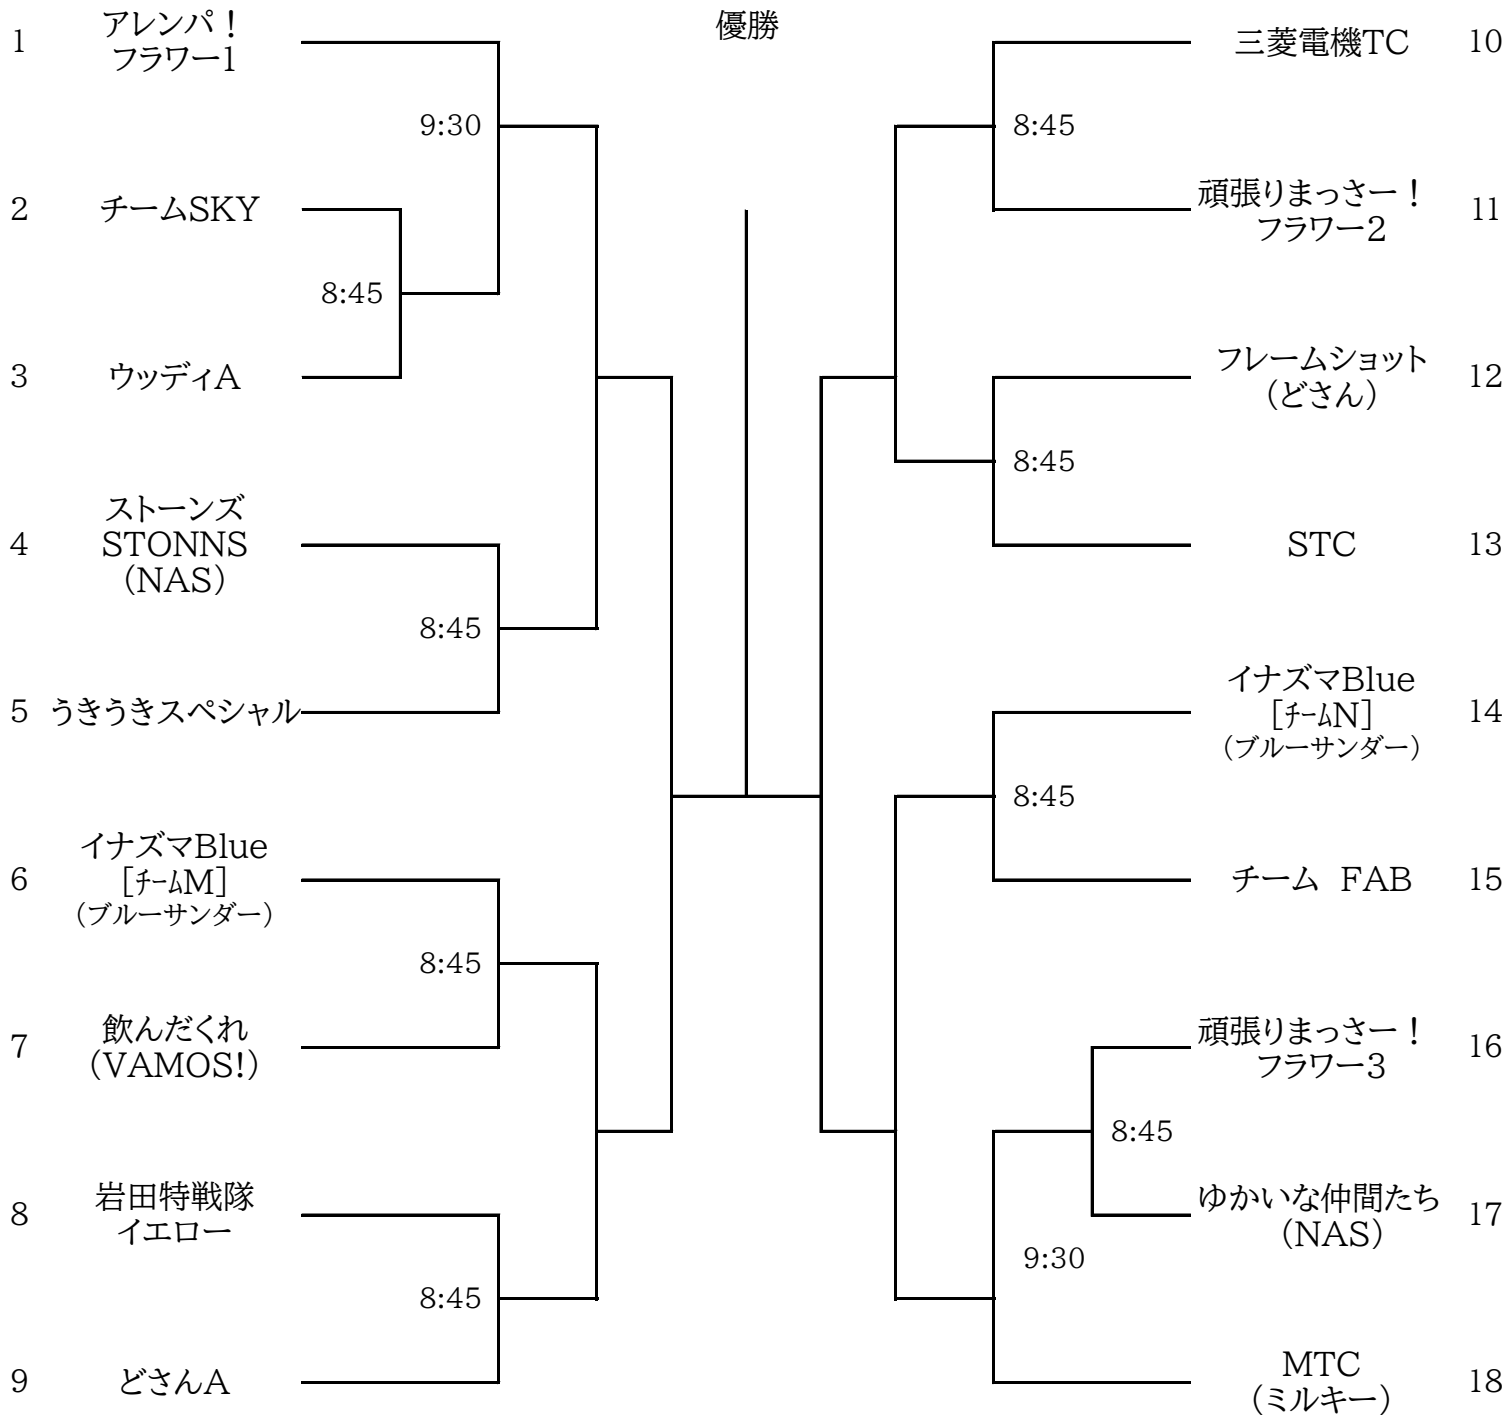 優勝
1
アレンパ！
フラワー1
9:30
2
チームSKY
8:45
3
ウッディA
4
ストーンズ
STONNS
（NAS）
8:45
5
うきうきスペシャル
6
イナズマBlue
［チームM］
（ブルーサンダー）
8:45
7
飲んだくれ
（VAMOS!）
8
岩田特戦隊
イエロー
8:45
9
どさんA
三菱電機TC
10
8:45
頑張りまっさー！
フラワー2
11
フレームショット
（どさん）
12
8:45
STC
13
イナズマBlue
［チームN］
（ブルーサンダー）
14
8:45
チーム　FAB
15
頑張りまっさー！
フラワー3
16
8:45
ゆかいな仲間たち
（NAS）
17
9:30
MTC
（ミルキー）
18